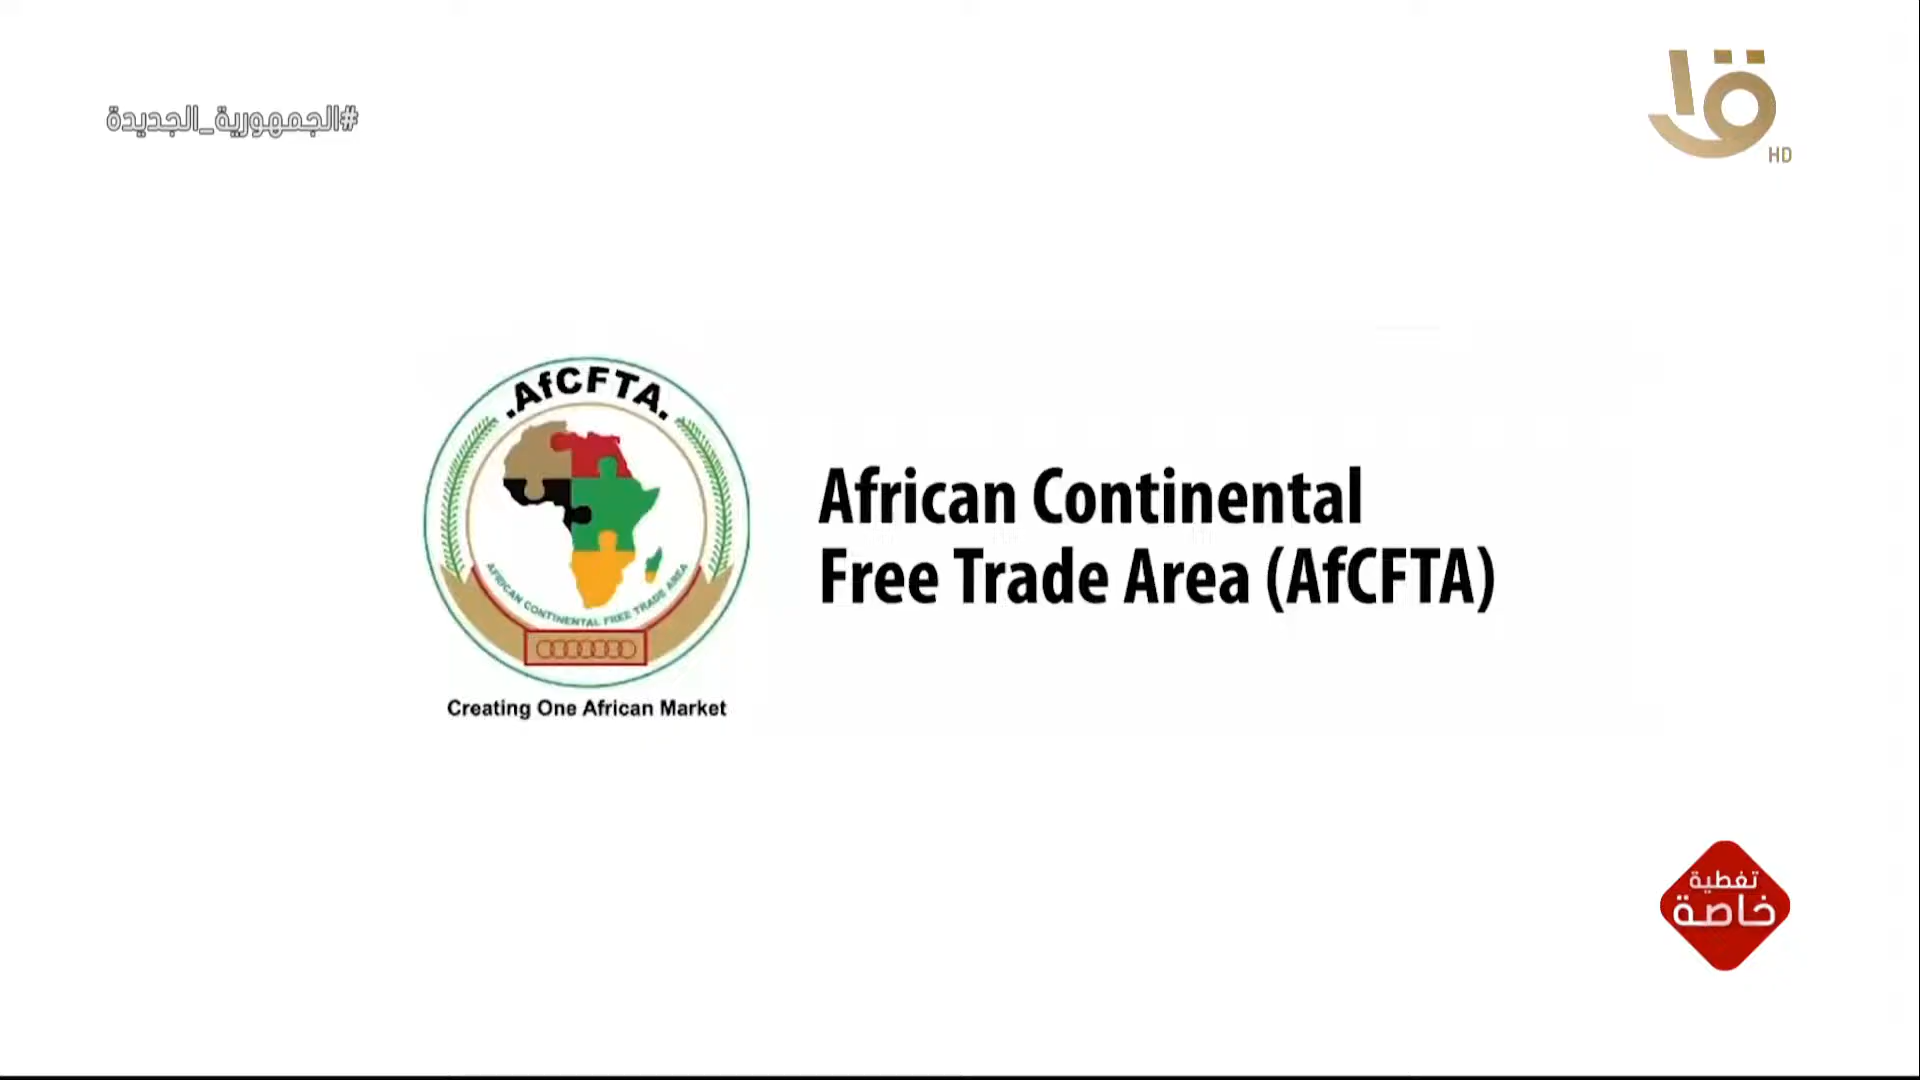 #الجمهورية_الجديدة
HD
.AfCFTA.
AFRICAN CONTINENTAL FREE TRADE AREA
Creating One African Market
African Continental
Free Trade Area (AfCFTA)
تغطية
خاصة